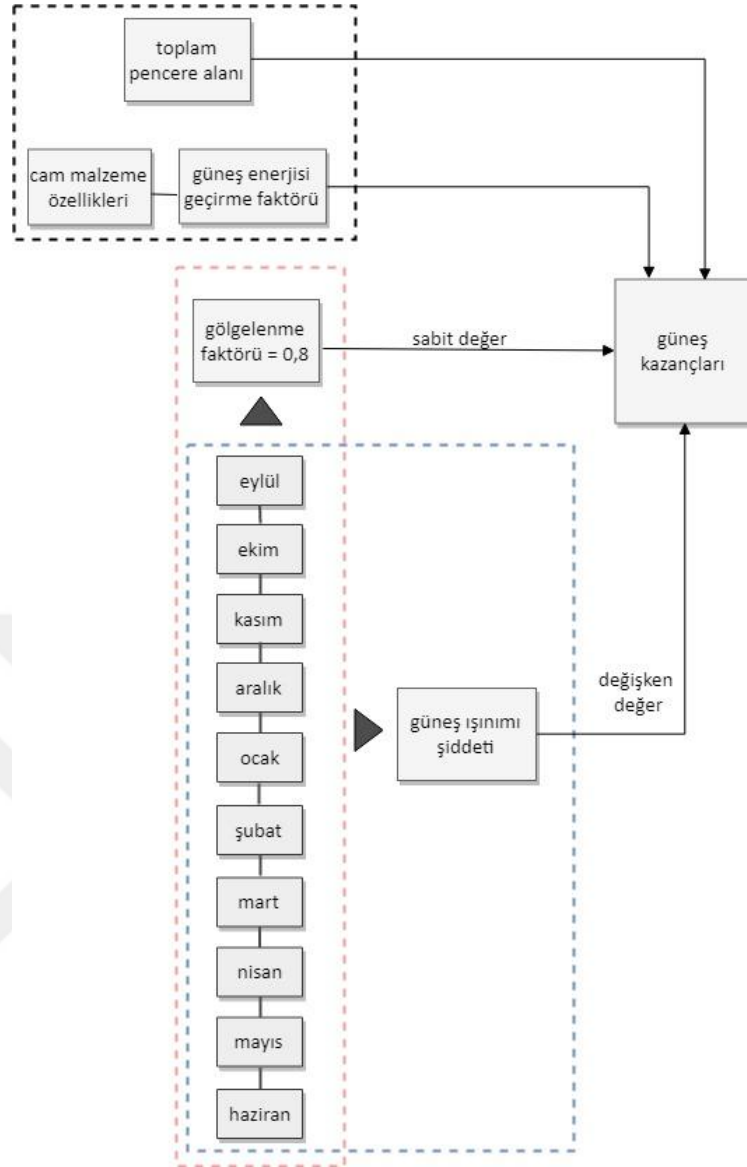 toplam
pencere alanı
cam malzeme
özellikleri
güneş enerjisi
geçirme faktörü
gölgelenme
faktörü = 0,8
sabit değer
güneş
kazançları
eylül
ekim
kasım
aralık
ocak
şubat
mart
nisan
mayıs
haziran
güneş ışınımı
şiddeti
değişken
değer